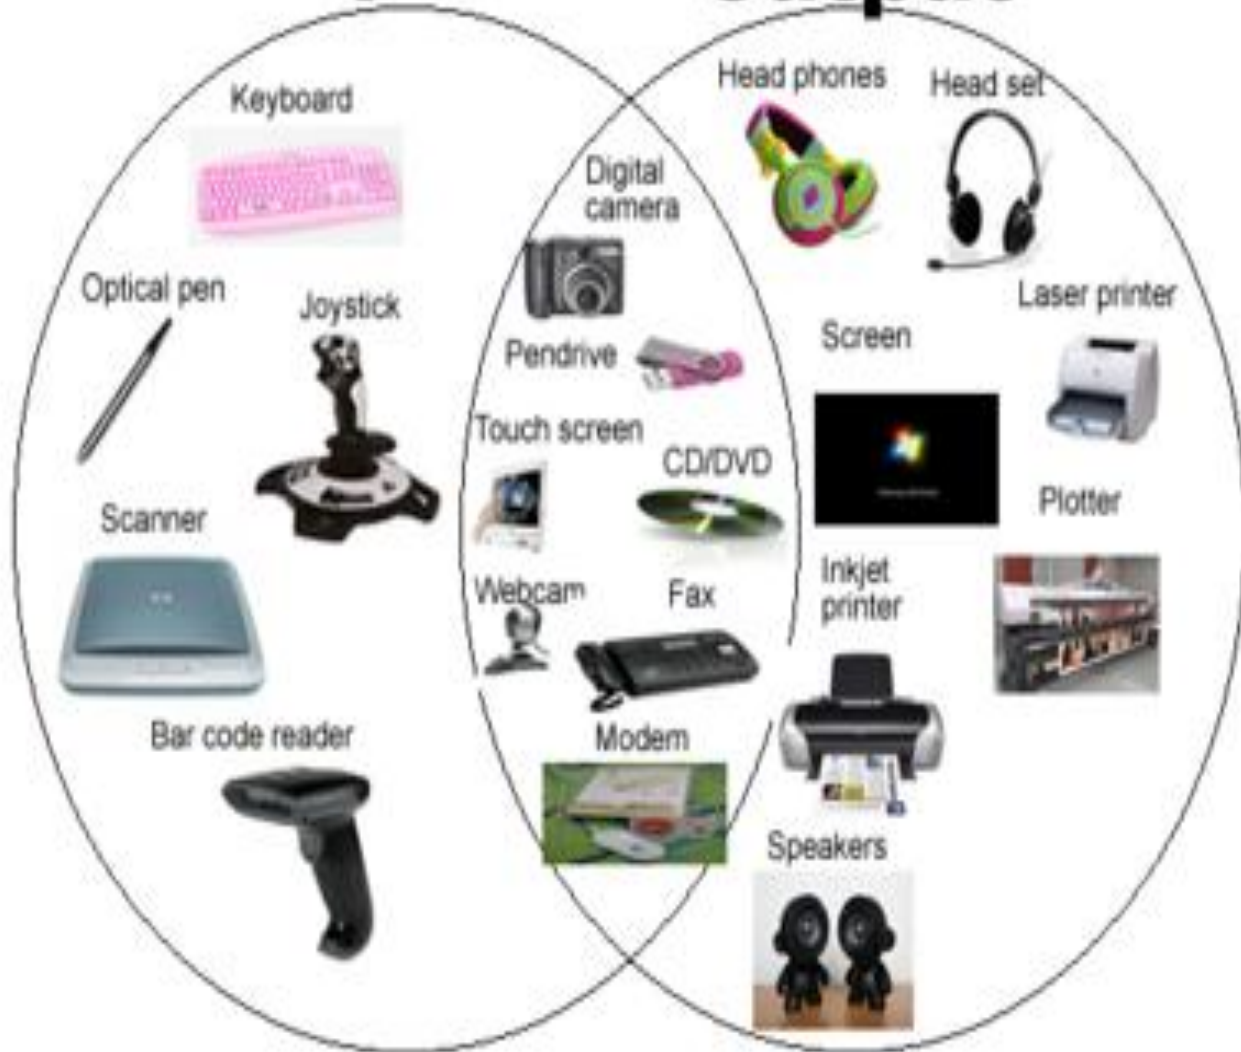 Keyboard
Optical pen
Joystick
Scanner
Bar code reader
Digital
camera
Pendrive
Touch screen
CD/DVD
Webcam
Fax
Modem
Head phones
Head set
Laser printer
Screen
Plotter
Inkjet
printer
Speakers